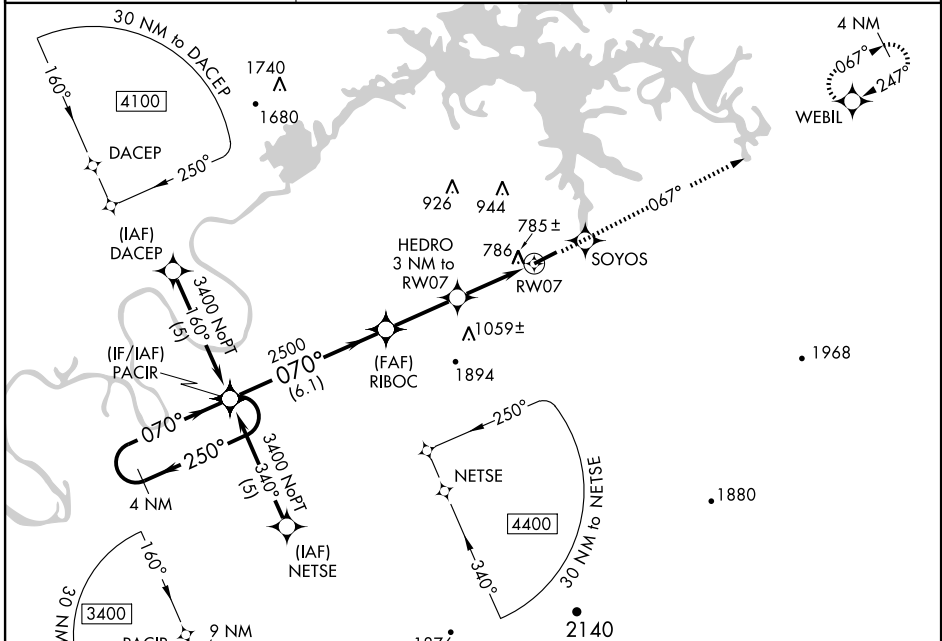 30 NM to DACEP
160°
4100
DACEP
250°
1740
1680
4 NM
067°
247°
WEBIL
926
944
785±
786
067°
SOYOS
RW07
HEDRO
3 NM to
RW07
(IAF)
DACEP
3400 NoPT
160°
(5)
(IF/IAF)
PACIR
2500
070°
(6.1)
(FAF)
RIBOC
1059±
1894
1968
070°
250°
4 NM
3400 NoPT
340°
(5)
(IAF)
NETSE
250°
NETSE
4400
340°
30 NM to NETSE
1880
2140
160°
30 NM
3400
9 NM